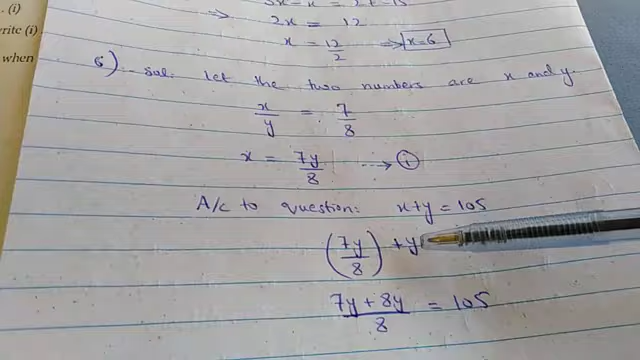 . (i)
rite (i)
when
2x = 12
x = 12/2 ⇒ x=6
6) Sol. Let the two numbers are x and y.
x/y = 7/8
x = 7y/8 → ①
A/c to question: x+y = 105
(7y/8) + y
7y + 8y/8 = 105